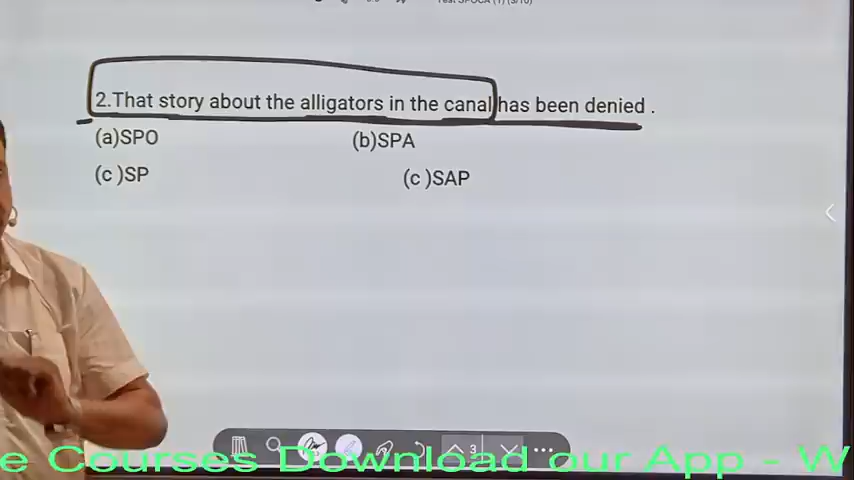 2.That story about the alligators in the canal has been denied .
(a)SPO (b)SPA
(c )SP (c )SAP
3
e Courses Download our App - W